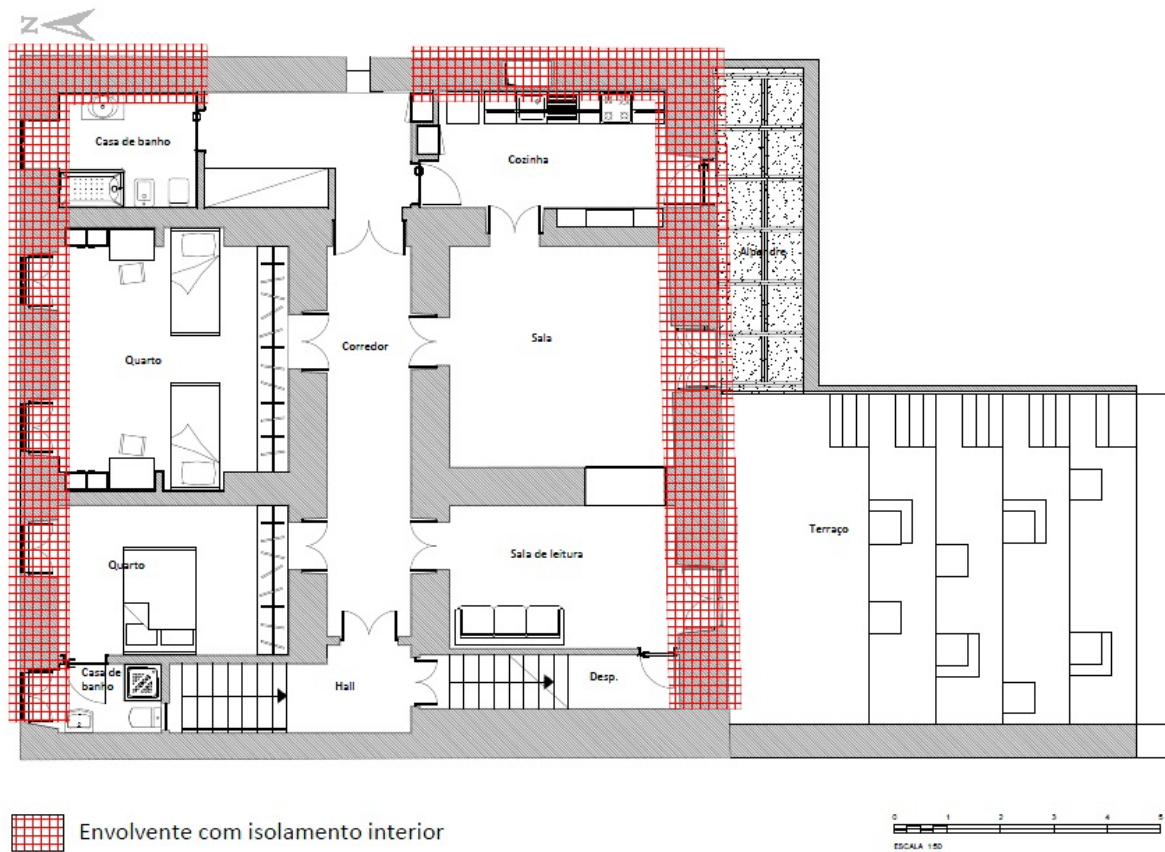 N
Casa de banho
Cozinha
Alpendre
Corredor
Sala
Quarto
Terraço
Sala de leitura
Quarto
Casa de
banho
Hall
Desp.
Envolvente com isolamento interior
0 1 2 3 4 5
ESCALA 1:50